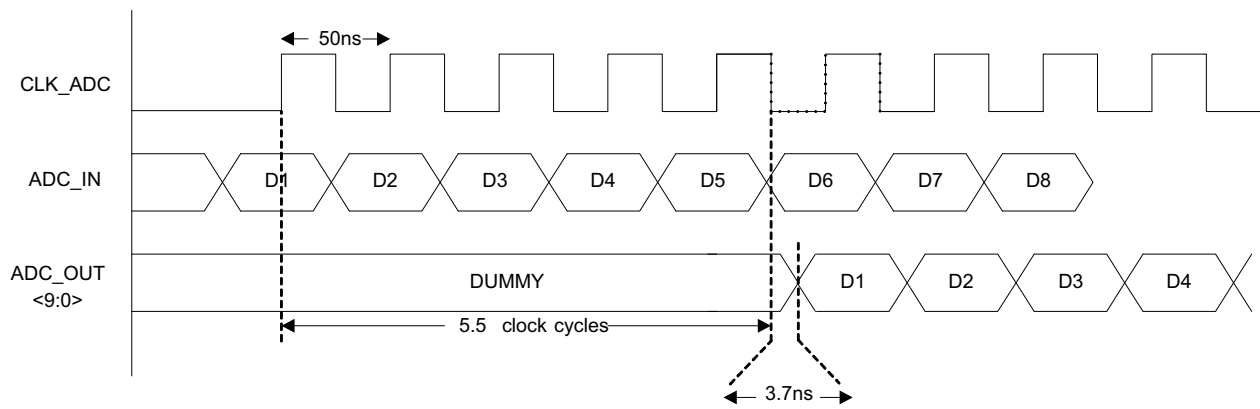 50ns
CLK_ADC
ADC_IN
D1 D2 D3 D4 D5 D6 D7 D8
ADC_OUT
<9:0>
DUMMY
D1 D2 D3 D4
5.5 clock cycles
3.7ns